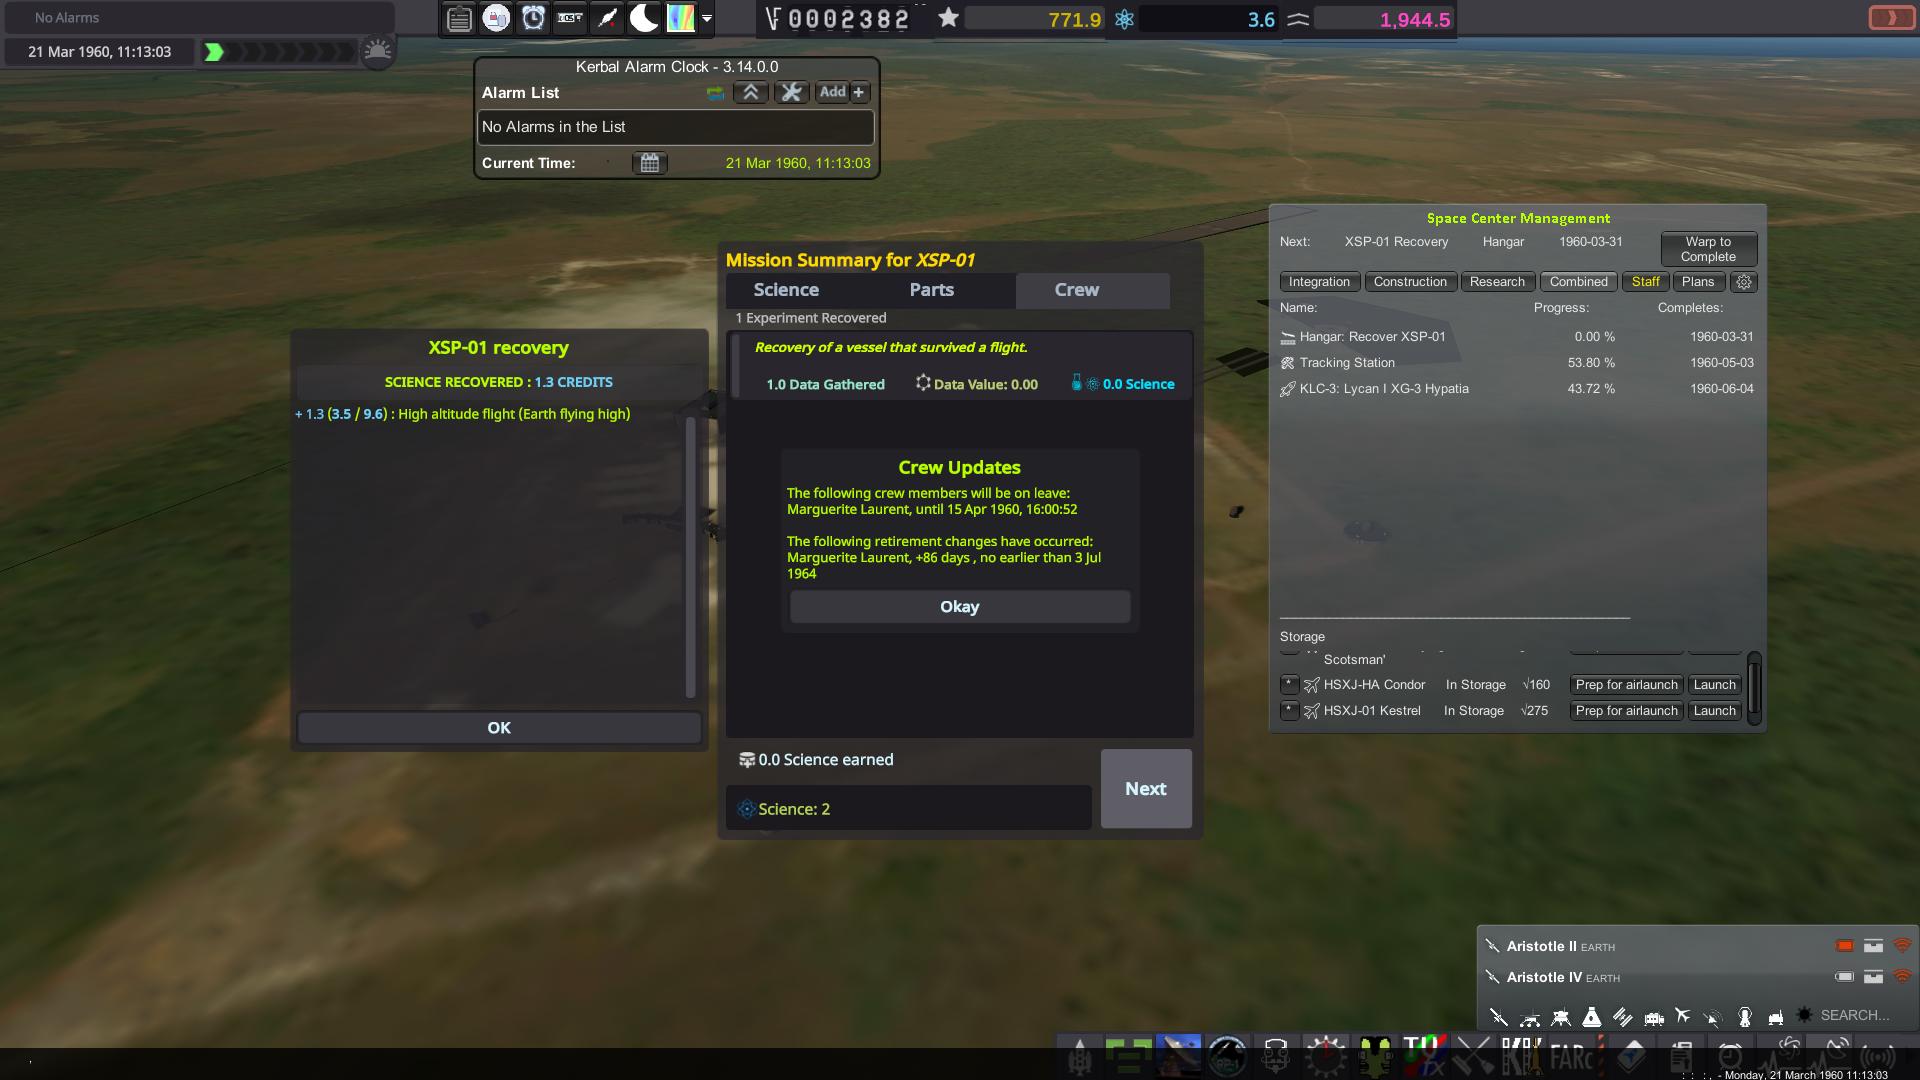 No Alarms
21 Mar 1960, 11:13:03
0002382
771.9
3.6
1,944.5
Kerbal Alarm Clock - 3.14.0.0
Alarm List
Add +
No Alarms in the List
Current Time:
21 Mar 1960, 11:13:03
XSP-01 recovery
SCIENCE RECOVERED : 1.3 CREDITS
+ 1.3 (3.5 / 9.6) : High altitude flight (Earth flying high)
OK
Mission Summary for XSP-01
Science Parts Crew
1 Experiment Recovered
Recovery of a vessel that survived a flight.
1.0 Data Gathered Data Value: 0.00 0.0 Science
Crew Updates
The following crew members will be on leave:
Marguerite Laurent, until 15 Apr 1960, 16:00:52
The following retirement changes have occurred:
Marguerite Laurent, +86 days , no earlier than 3 Jul
1964
Okay
0.0 Science earned
Science: 2
Next
Space Center Management
Next: XSP-01 Recovery Hangar 1960-03-31
Warp to
Complete
Integration Construction Research Combined Staff Plans
Name: Progress: Completes:
Hangar: Recover XSP-01 0.00 % 1960-03-31
Tracking Station 53.80 % 1960-05-03
KLC-3: Lycan I XG-3 Hypatia 43.72 % 1960-06-04
Storage
Scotsman'
* HSXJ-HA Condor In Storage √160 Prep for airlaunch Launch
* HSXJ-01 Kestrel In Storage √275 Prep for airlaunch Launch
Aristotle II EARTH
Aristotle IV EARTH
SEARCH...
FARc
- Monday, 21 March 1960 11:13:03